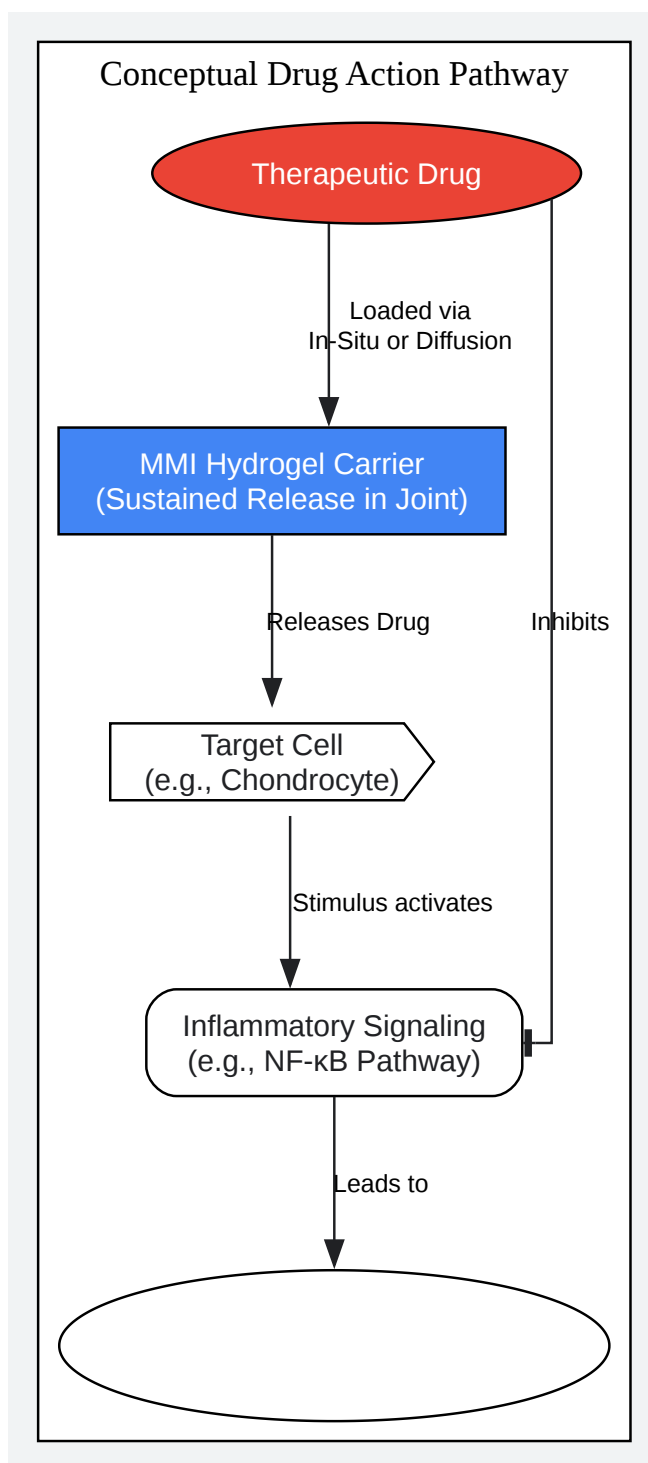 Conceptual Drug Action Pathway
Therapeutic Drug
Loaded via
In-Situ or Diffusion
MMI Hydrogel Carrier
(Sustained Release in Joint)
Releases Drug
Inhibits
Target Cell
(e.g., Chondrocyte)
Stimulus activates
Inflammatory Signaling
(e.g., NF-κB Pathway)
Leads to